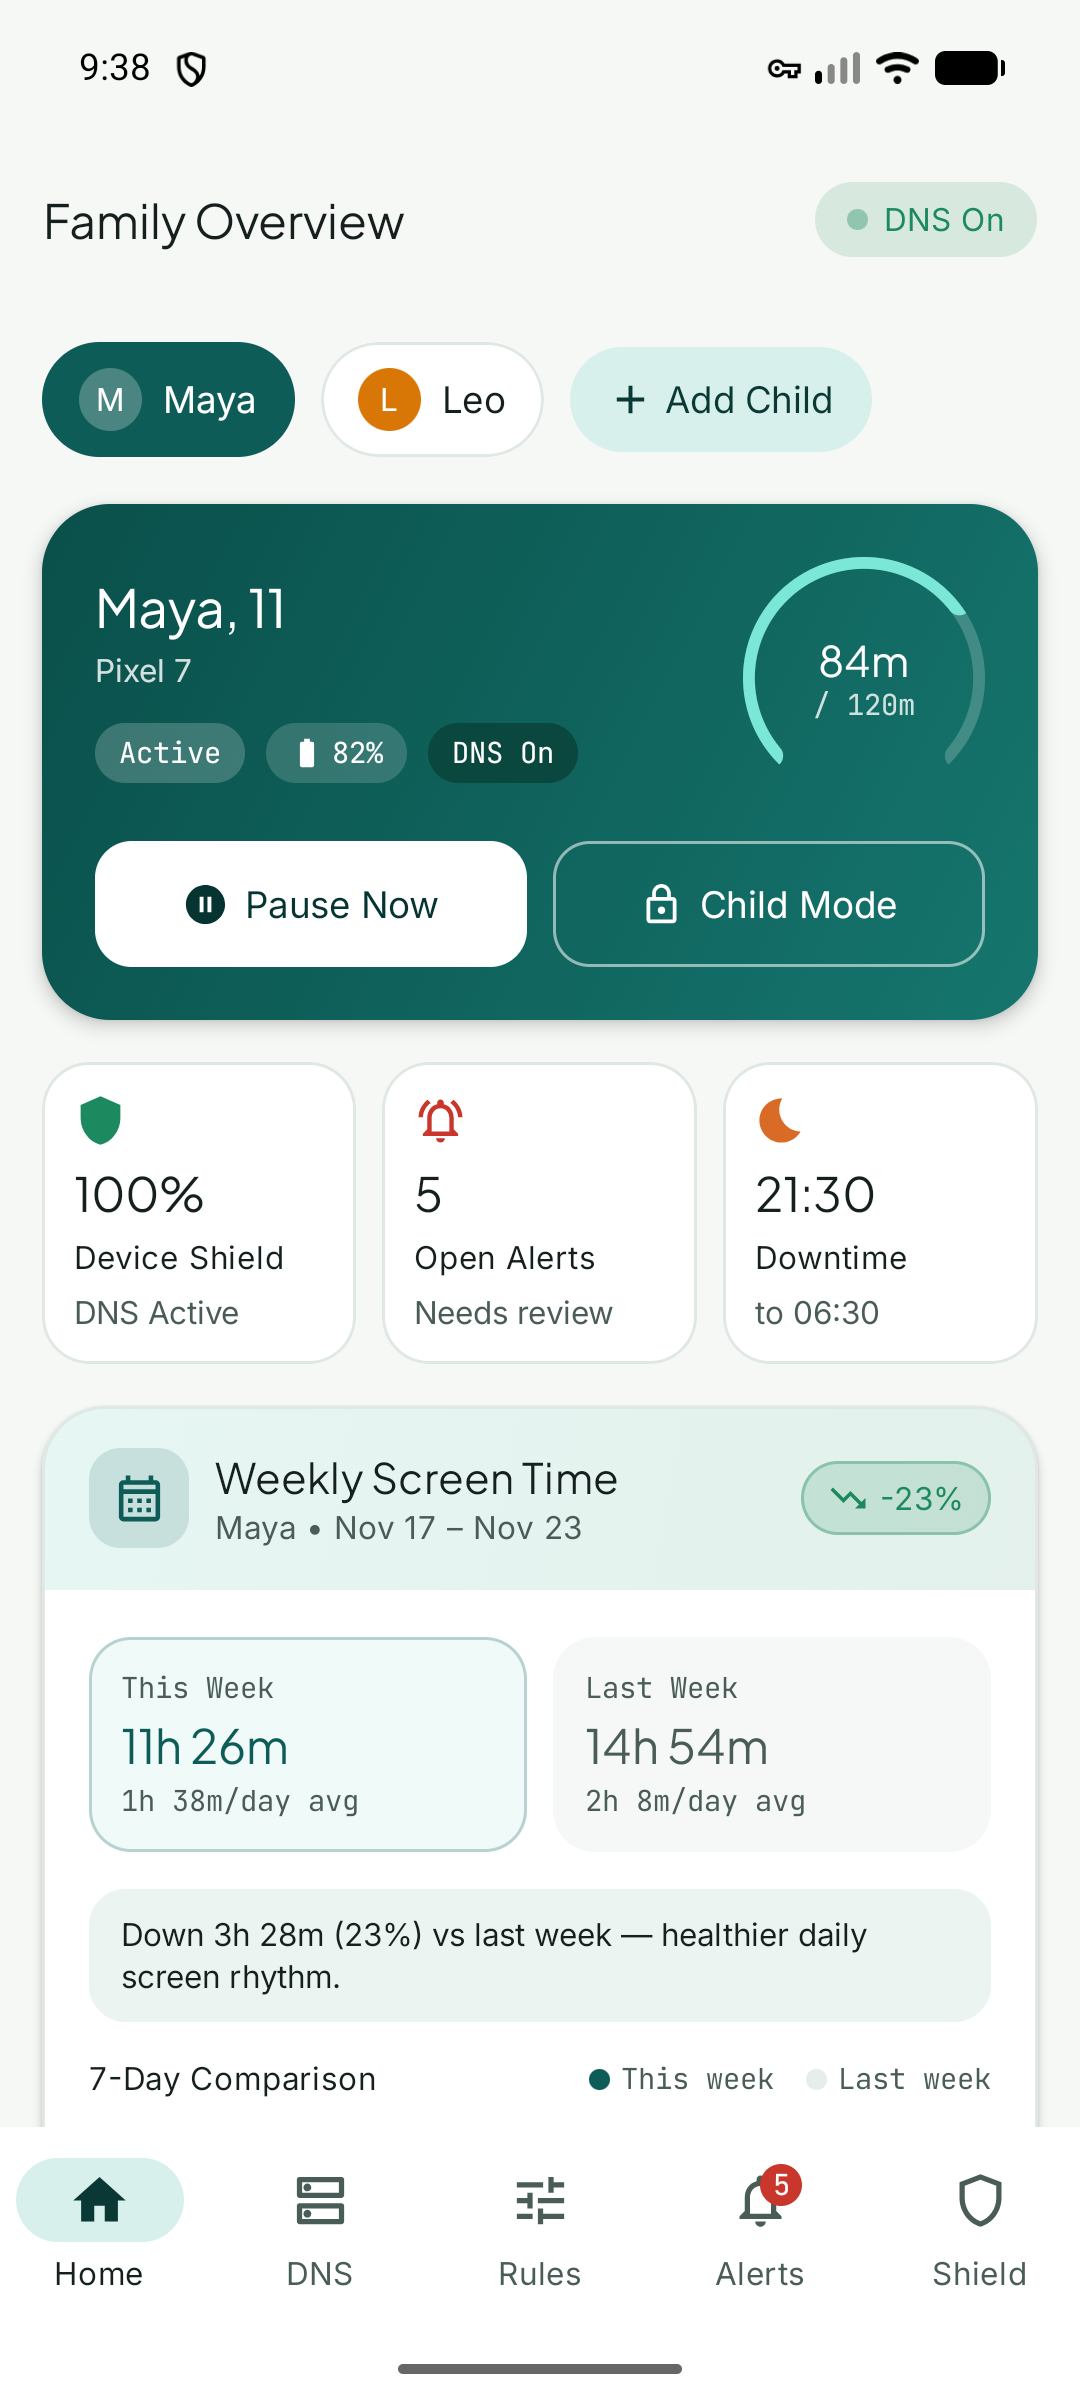 9:38
Family Overview
DNS On
M Maya
L Leo
+ Add Child
Maya, 11
Pixel 7
84m
/ 120m
Active
82%
DNS On
Pause Now
Child Mode
100%
Device Shield
DNS Active
5
Open Alerts
Needs review
21:30
Downtime
to 06:30
Weekly Screen Time
Maya • Nov 17 – Nov 23
-23%
This Week
11h 26m
1h 38m/day avg
Last Week
14h 54m
2h 8m/day avg
Down 3h 28m (23%) vs last week — healthier daily
screen rhythm.
7-Day Comparison
This week
Last week
5
Home
DNS
Rules
Alerts
Shield